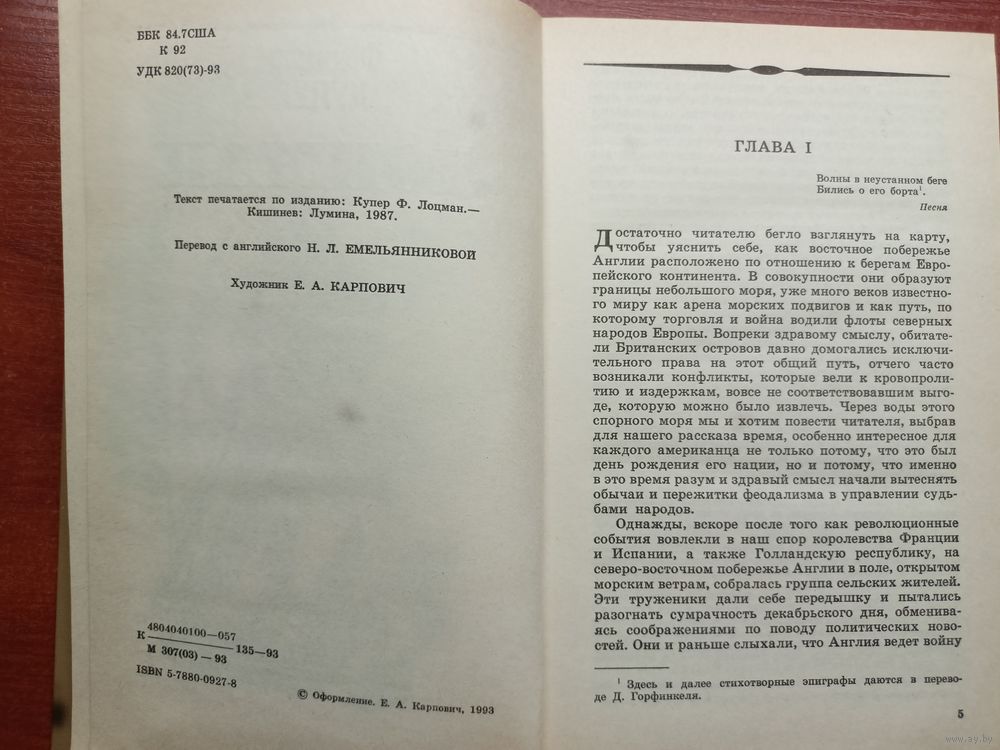 ББК 84.7США
К 92
УДК 820(73)-93
Текст печатается по изданию: Купер Ф. Лоцман.—
Кишинев: Лумина, 1987.
Перевод с английского Н. Л. ЕМЕЛЬЯННИКОВОЙ
Художник Е. А. КАРПОВИЧ
К 4804040100—057
М 307(03)—93 135—93
ISBN 5-7880-0927-8
© Оформление. Е. А. Карпович, 1993
ГЛАВА I
Волны в неустанном беге
Бились о его борта¹.
Песня
Достаточно читателю бегло взглянуть на карту,
чтобы уяснить себе, как восточное побережье
Англии расположено по отношению к берегам Евро-
пейского континента. В совокупности они образуют
границы небольшого моря, уже много веков известно-
го миру как арена морских подвигов и как путь, по
которому торговля и война водили флоты северных
народов Европы. Вопреки здравому смыслу, обитате-
ли Британских островов давно домогались исключи-
тельного права на этот общий путь, отчего часто
возникали конфликты, которые вели к кровопроли-
тию и издержкам, вовсе не соответствовавшим выго-
де, которую можно было извлечь. Через воды этого
спорного моря мы и хотим повести читателя, выбрав
для нашего рассказа время, особенно интересное для
каждого американца не только потому, что это был
день рождения его нации, но и потому, что именно
в это время разум и здравый смысл начали вытеснять
обычаи и пережитки феодализма в управлении судь-
бами народов.
Однажды, вскоре после того как революционные
события вовлекли в наш спор королевства Франции
и Испании, а также Голландскую республику, на
северо-восточном побережье Англии в поле, открытом
морским ветрам, собралась группа сельских жителей.
Эти труженики дали себе передышку и пытались
разогнать сумрачность декабрьского дня, обменива-
ясь соображениями по поводу политических ново-
стей. Они и раньше слыхали, что Англия ведет войну
¹ Здесь и далее стихотворные эпиграфы даются в перево-
де Д. Горфинкеля.
5
www.ay.by